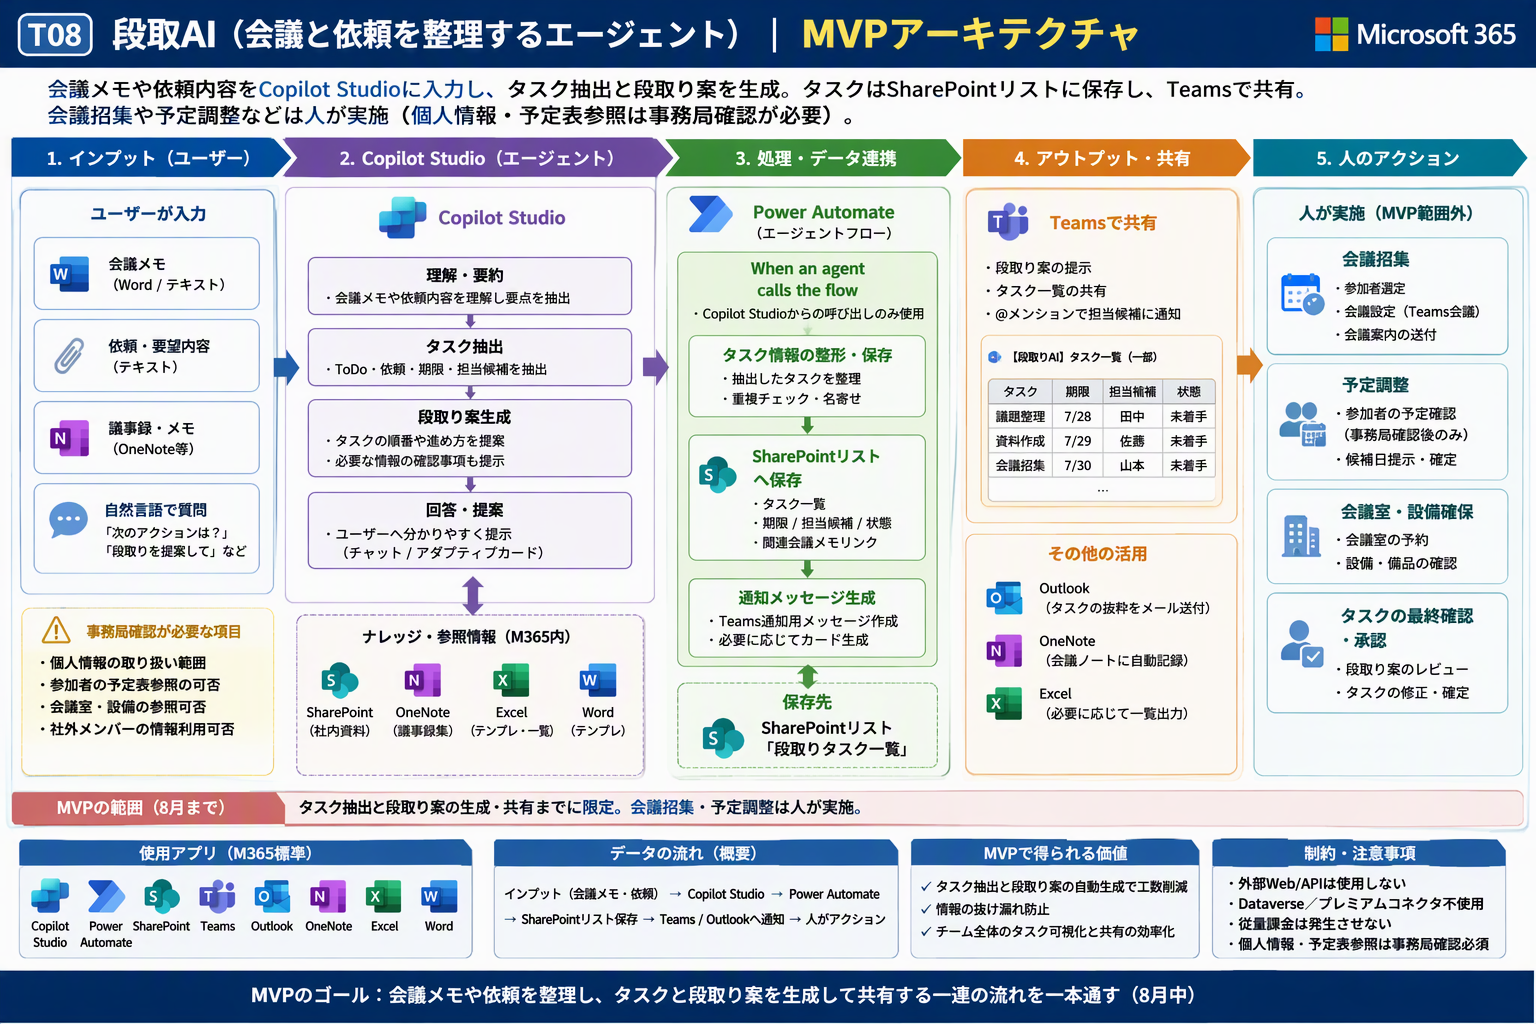 T08 段取AI（会議と依頼を整理するエージェント）｜ MVPアーキテクチャ
Microsoft 365
会議メモや依頼内容をCopilot Studioに入力し、タスク抽出と段取り案を生成。タスクはSharePointリストに保存し、Teamsで共有。
会議招集や予定調整などは人が実施（個人情報・予定表参照は事務局確認が必要）。
1. インプット（ユーザー）
ユーザーが入力
会議メモ
（Word / テキスト）
依頼・要望内容
（テキスト）
議事録・メモ
（OneNote等）
自然言語で質問
「次のアクションは？」
「段取りを提案して」など
事務局確認が必要な項目
・個人情報の取り扱い範囲
・参加者の予定表参照の可否
・会議室・設備の参照可否
・社外メンバーの情報利用可否
2. Copilot Studio（エージェント）
Copilot Studio
理解・要約
・会議メモや依頼内容を理解し要点を抽出
タスク抽出
・ToDo・依頼・期限・担当候補を抽出
段取り案生成
・タスクの順番や進め方を提案
・必要な情報の確認事項も提示
回答・提案
・ユーザーへ分かりやすく提示
（チャット / アダプティブカード）
ナレッジ・参照情報（M365内）
SharePoint
（社内資料）
OneNote
（議事録集）
Excel
（テンプレ・一覧）
Word
（テンプレ）
3. 処理・データ連携
Power Automate
（エージェントフロー）
When an agent
calls the flow
・Copilot Studioからの呼び出しのみ使用
タスク情報の整形・保存
・抽出したタスクを整理
・重視チェック・名寄せ
SharePointリスト
へ保存
・タスク一覧
・期限 / 担当候補 / 状態
・関連会議メモリンク
通知メッセージ生成
・Teams通知用メッセージ作成
・必要に応じてカード生成
保存先
SharePointリスト
「段取りタスク一覧」
4. アウトプット・共有
Teamsで共有
・段取り案の提示
・タスク一覧の共有
・@メンションで担当候補に通知
【段取りAI】タスク一覧（一部）
タスク 期限 担当候補 状態
議題整理 7/28 田中 未着手
資料作成 7/29 佐藤 未着手
会議招集 7/30 山本 未着手
…
その他の活用
Outlook
（タスクの抜粋をメール送付）
OneNote
（会議ノートに自動記録）
Excel
（必要に応じて一覧出力）
5. 人のアクション
人が実施（MVP範囲外）
会議招集
・参加者選定
・会議設定（Teams会議）
・会議案内の送付
予定調整
・参加者の予定確認
（事務局確認後のみ）
・候補日提示・確定
会議室・設備確保
・会議室の予約
・設備・備品の確認
タスクの最終確認
・承認
・段取り案のレビュー
・タスクの修正・確定
MVPの範囲（8月まで）
タスク抽出と段取り案の生成・共有までに限定。会議招集・予定調整は人が実施。
使用アプリ（M365標準）
Copilot
Studio
Power
Automate
SharePoint
Teams
Outlook
OneNote
Excel
Word
データの流れ（概要）
インプット（会議メモ・依頼） → Copilot Studio → Power Automate
→ SharePointリスト保存 → Teams / Outlookへ通知 → 人がアクション
MVPで得られる価値
✓ タスク抽出と段取り案の自動生成で工数削減
✓ 情報の抜け漏れ防止
✓ チーム全体のタスク可視化と共有の効率化
制約・注意事項
・外部Web/APIは使用しない
・Dataverse／プレミアムコネクタ不使用
・従量課金は発生させない
・個人情報・予定表参照は事務局確認必須
MVPのゴール：会議メモや依頼を整理し、タスクと段取り案を生成して共有する一連の流れを一本通す（8月中）